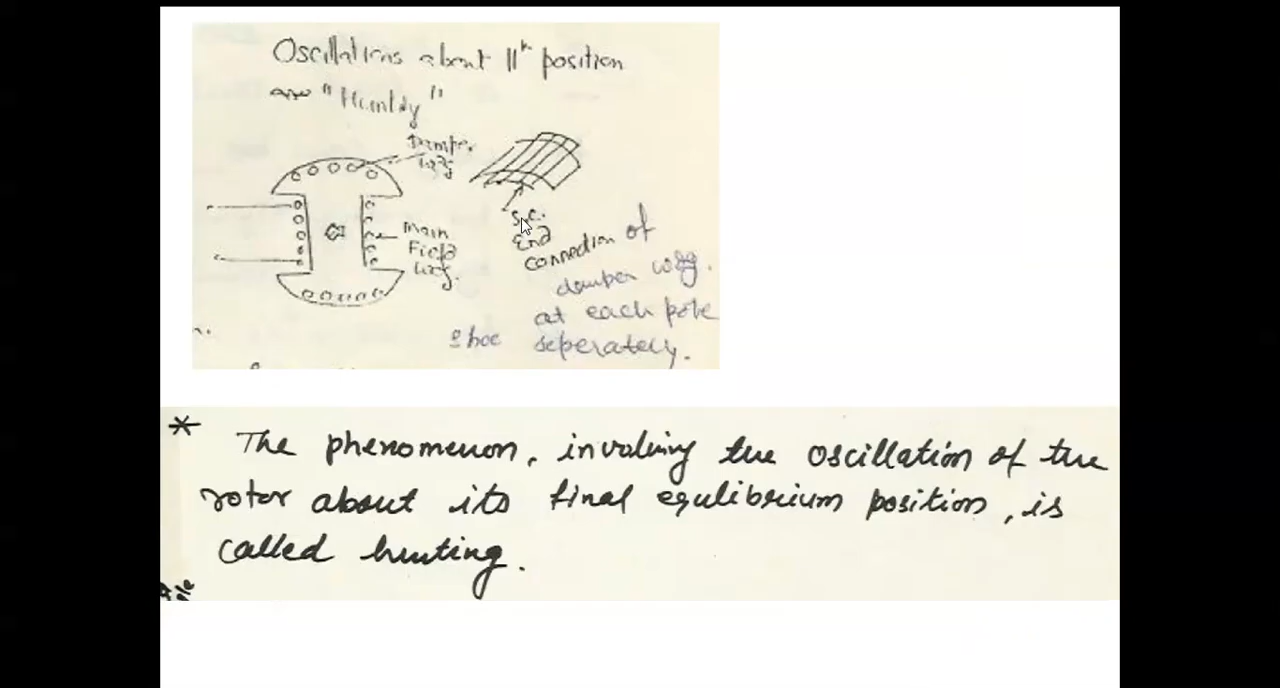 Oscillations about 11th position
are "Hunting"
Damper
wdg
Main
Field
wdg.
S.C.
End
connection of
damper wdg.
at each pole
shoe seperately.
* The phenomenon, involving the oscillation of the
rotor about its final equlibrium position, is
called hunting.